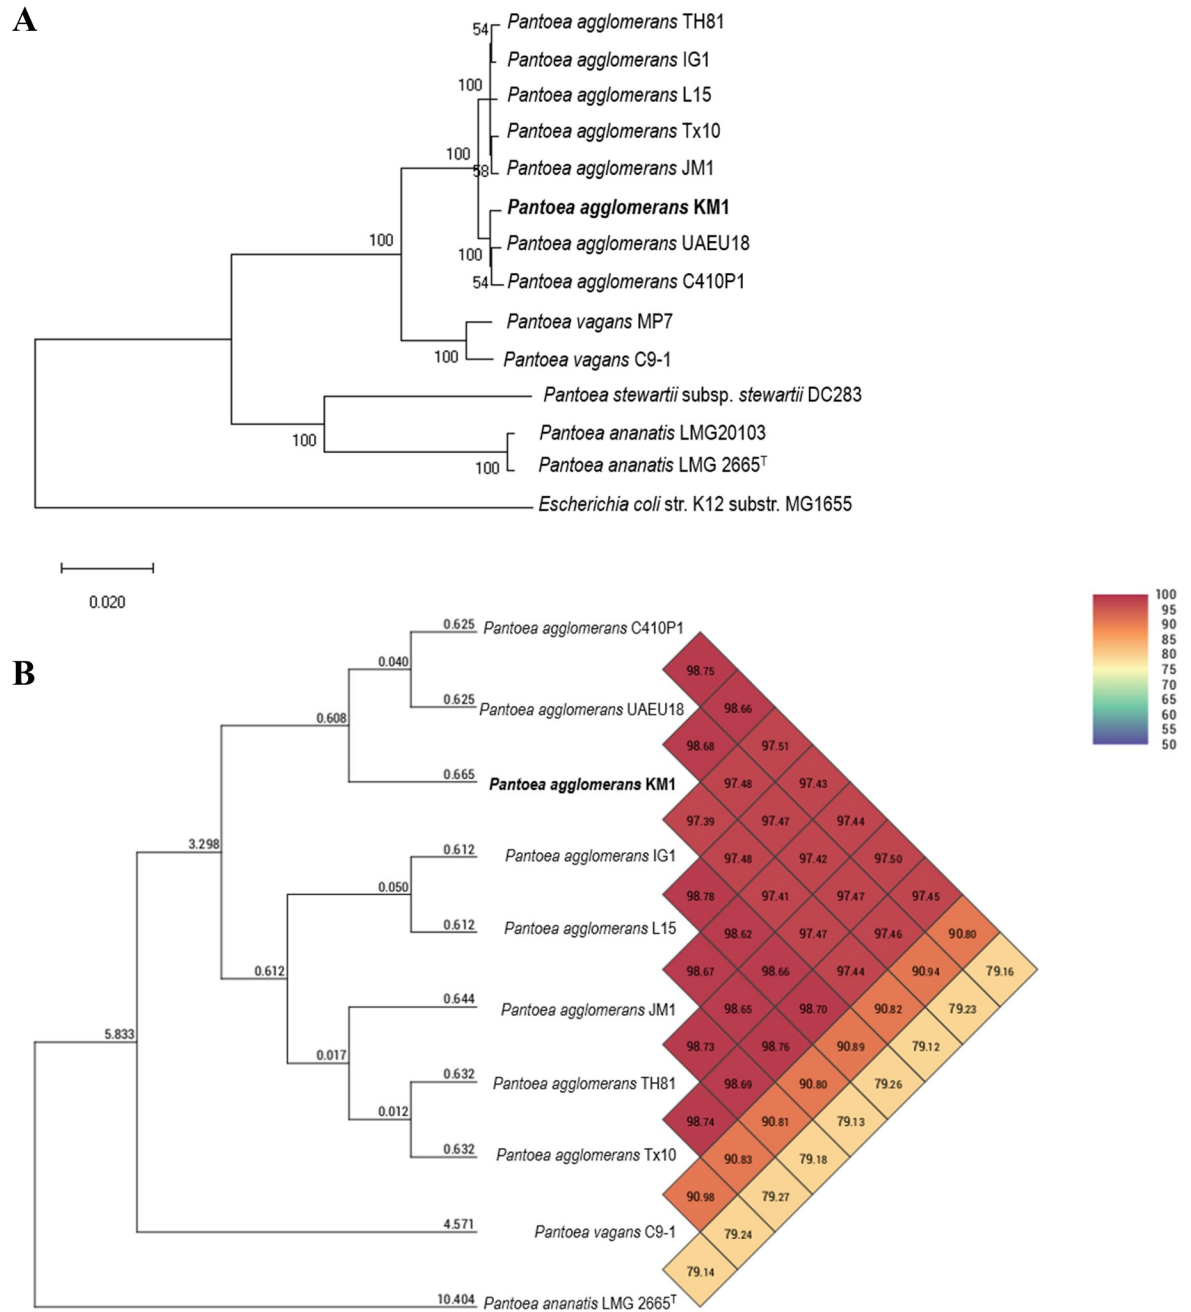 A
54
Pantoea agglomerans TH81
Pantoea agglomerans IG1
100
Pantoea agglomerans L15
Pantoea agglomerans Tx10
100
58
Pantoea agglomerans JM1
Pantoea agglomerans KM1
100
Pantoea agglomerans UAEU18
100
54
Pantoea agglomerans C410P1
Pantoea vagans MP7
100
Pantoea vagans C9-1
Pantoea stewartii subsp. stewartii DC283
100
Pantoea ananatis LMG20103
100
Pantoea ananatis LMG 2665ᵀ
Escherichia coli str. K12 substr. MG1655
0.020
100
95
90
85
80
75
70
65
60
55
50
B
0.625 Pantoea agglomerans C410P1
0.040
98.75
0.625 Pantoea agglomerans UAEU18
98.66
0.608
98.68 97.51
0.665 Pantoea agglomerans KM1
97.48 97.43
97.39 97.47 97.44
3.298
0.612 Pantoea agglomerans IG1
97.48 97.42 97.50
0.050
98.78 97.41 97.47 97.45
0.612 Pantoea agglomerans L15
98.62 97.47 97.46 90.80
0.612
98.67 98.66 97.44 90.94 79.16
0.644 Pantoea agglomerans JM1
98.65 98.70 90.82 79.23
5.833
98.73 98.76 90.89 79.12
0.017
0.632 Pantoea agglomerans TH81
98.69 90.80 79.26
0.012
98.74 90.81 79.13
0.632 Pantoea agglomerans Tx10
90.83 79.18
90.98 79.27
4.571 Pantoea vagans C9-1
79.24
79.14
10.404 Pantoea ananatis LMG 2665ᵀ